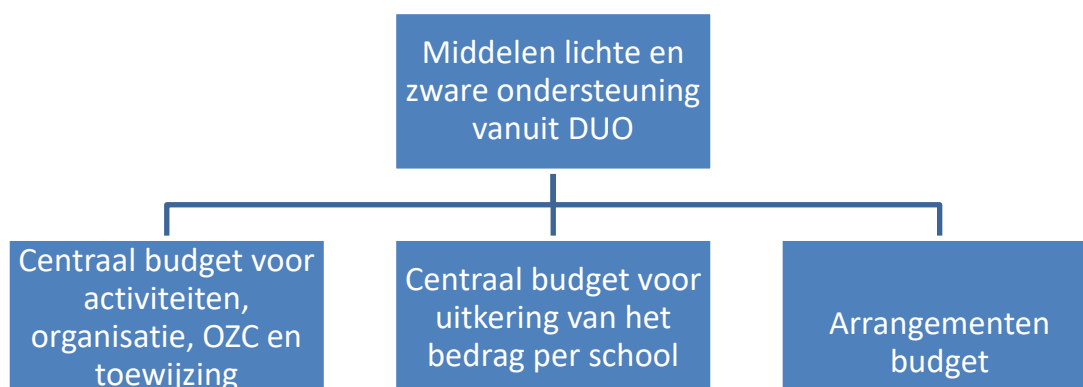 Middelen lichte en
zware ondersteuning
vanuit DUO
Centraal budget voor
activiteiten,
organisatie, OZC en
toewijzing
Centraal budget voor
uitkering van het
bedrag per school
Arrangementen
budget